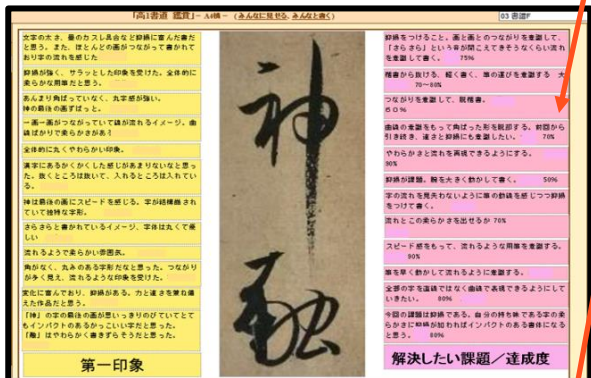 「高1書道 鑑賞」－ A4横－ (みんなに見せる、みんなと書く)
03 書道F
文字の太さ、墨のカスレ具合など抑揚に富んだ書だ
と思う。また、ほとんどの画がつながって書かれて
おり字の流れを感じた
抑揚が強く、サラッとした印象を受けた。全体的に
柔らかな用筆だと思う。
あんまり角ばっていなく、丸字感が強い。
神の最後の画ずばっと。
一画一画がつながっていて線が流れるイメージ。曲
線ばかりで柔らかさがある
全体的に丸くやわらかい印象。
漢字にあるかくかくした感じがあまりないなと思っ
た。抜くところは抜いて、入れるところは入れてい
る。
神は最後の画にスピードを感じる。字が結構崩され
ていて独特な字形。
さらさらと書かれているイメージ、字体は丸くて優
しい
流れるようで柔らかい雰囲気。
角がなく、丸みのある字形だなと思った。つながり
が多く見え、流れるような印象を受けた。
変化に富んでおり、抑揚がある。力と速さを兼ね備
えた作品だと思う。
「神」の字の最後の画が思いっきりのびていてとて
もインパクトのあるかっこいい字だと思った。
「融」はやわらかく書きずらそうだと思った。
第一印象
神
融
抑揚をつけること。画と画とのつながりを意識して、
「さらさら」という音が聞こえてきそうなくらい流れ
を意識して書く。 75%
楷書から抜ける、軽く書く、筆の運びを意識する 大
70～80%
つながりを意識して、脱楷書。
60%
曲線の意識をもって角ばった形を脱却する。前回から
引き続き、速さと抑揚にも意識したい。 70%
やわらかさと流れを再現できるようにする。
90%
抑揚が課題。腕を大きく動かして書く。 50%
字の流れを見失わないように筆の動線を感じつつ抑揚
をつけて書く。
流れとこの柔らかさを出せるか 70%
スピード感をもって、流れるような用筆を意識する。
90%
筆を早く動かして流れるように意識する。
全部の字を直線ではなく曲線で表現できるようにして
いきたい。 80%
今回の課題は抑揚である。自分の持ち味である字の柔
らかさに抑揚が加わればインパクトのある書体になる
と思う。 80%
解決したい課題／達成度